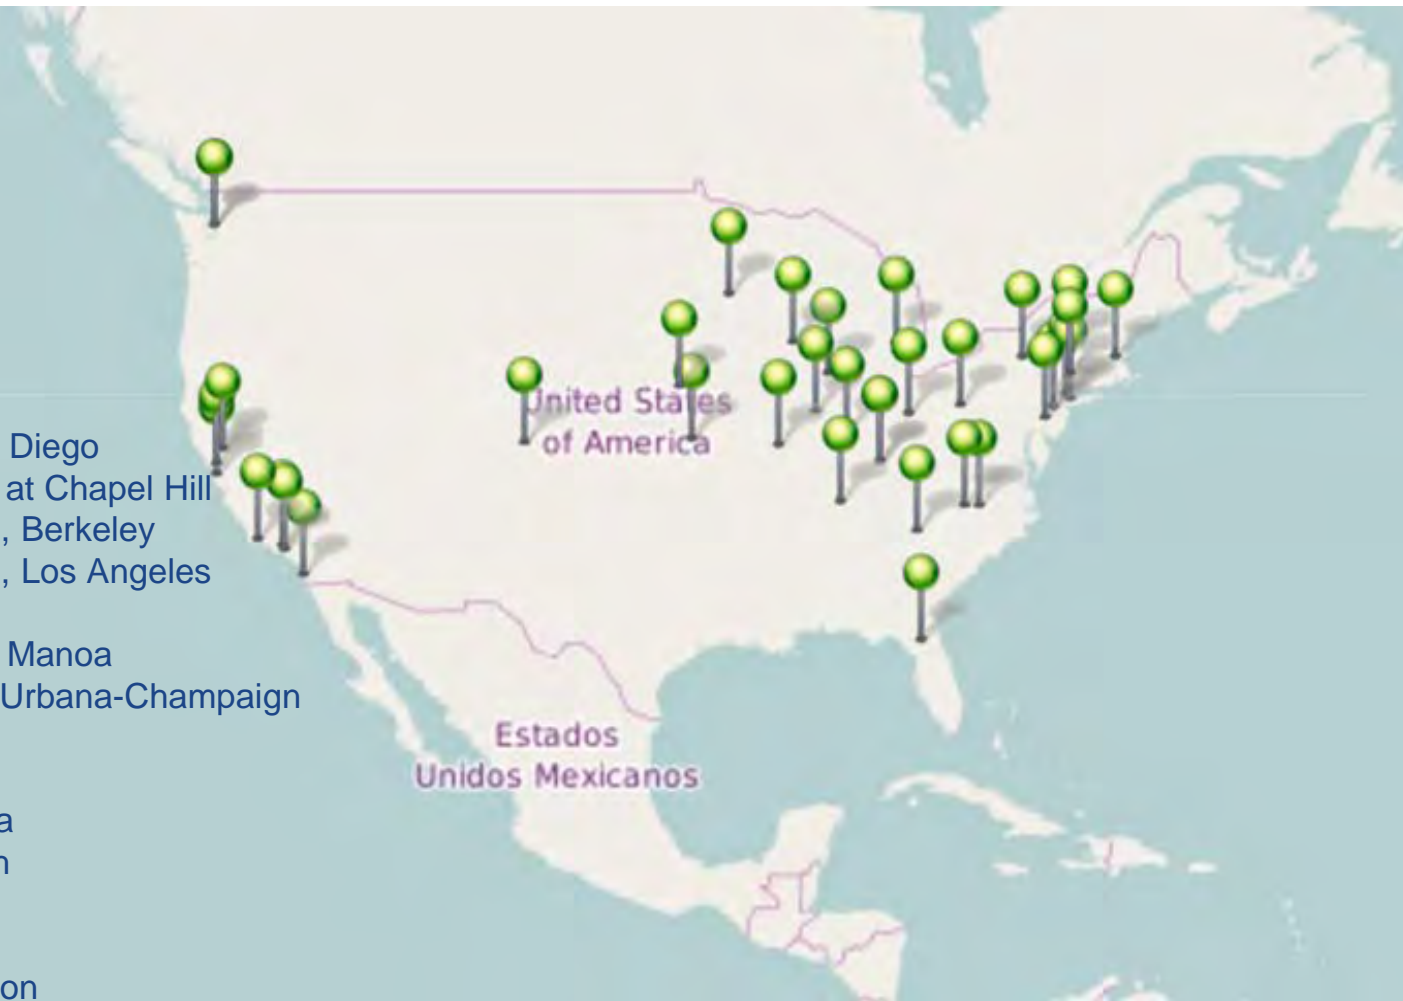 United States
of America
Diego
at Chapel Hill
, Berkeley
, Los Angeles
Manoa
Urbana-Champaign
Estados
Unidos Mexicanos
a
n
on